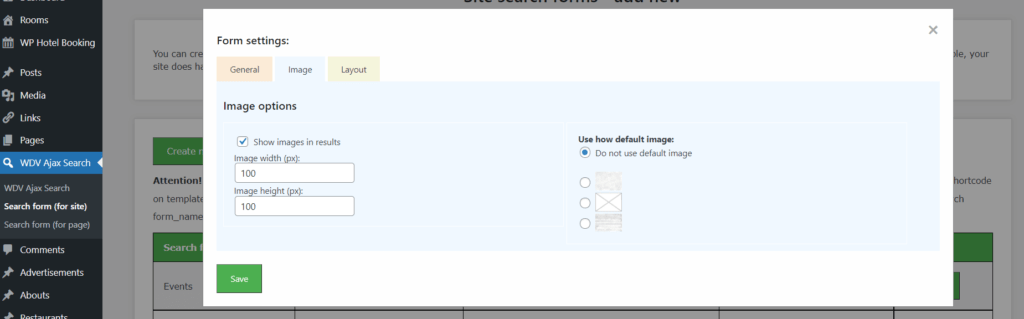 Site search forms - add new
Rooms
WP Hotel Booking
Posts
Media
Links
Pages
WDV Ajax Search
WDV Ajax Search
Search form (for site)
Search form (for page)
Comments
Advertisements
Abouts
Restaurants
You can cre
ple, your
site does ha
Create n
Attention!
hortcode
on template
rch
form_name
Search f
Events
Form settings:
×
General
Image
Layout
Image options
Show images in results
Image width (px):
100
Image height (px):
100
Use how default image:
Do not use default image
Save